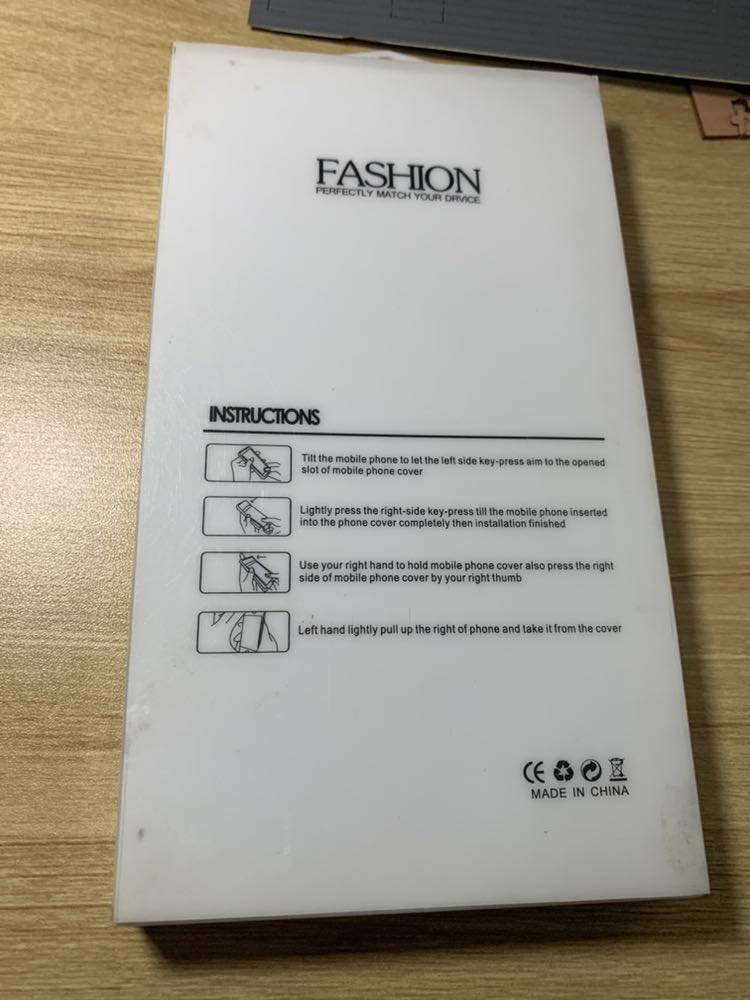 FASHION
PERFECTLY MATCH YOUR DRVICE
INSTRUCTIONS
Tilt the mobile phone to let the left side key-press aim to the opened
slot of mobile phone cover
Lightly press the right-side key-press till the mobile phone inserted
into the phone cover completely then installation finished
Use your right hand to hold mobile phone cover also press the right
side of mobile phone cover by your right thumb
Left hand lightly pull up the right of phone and take it from the cover
CE
MADE IN CHINA